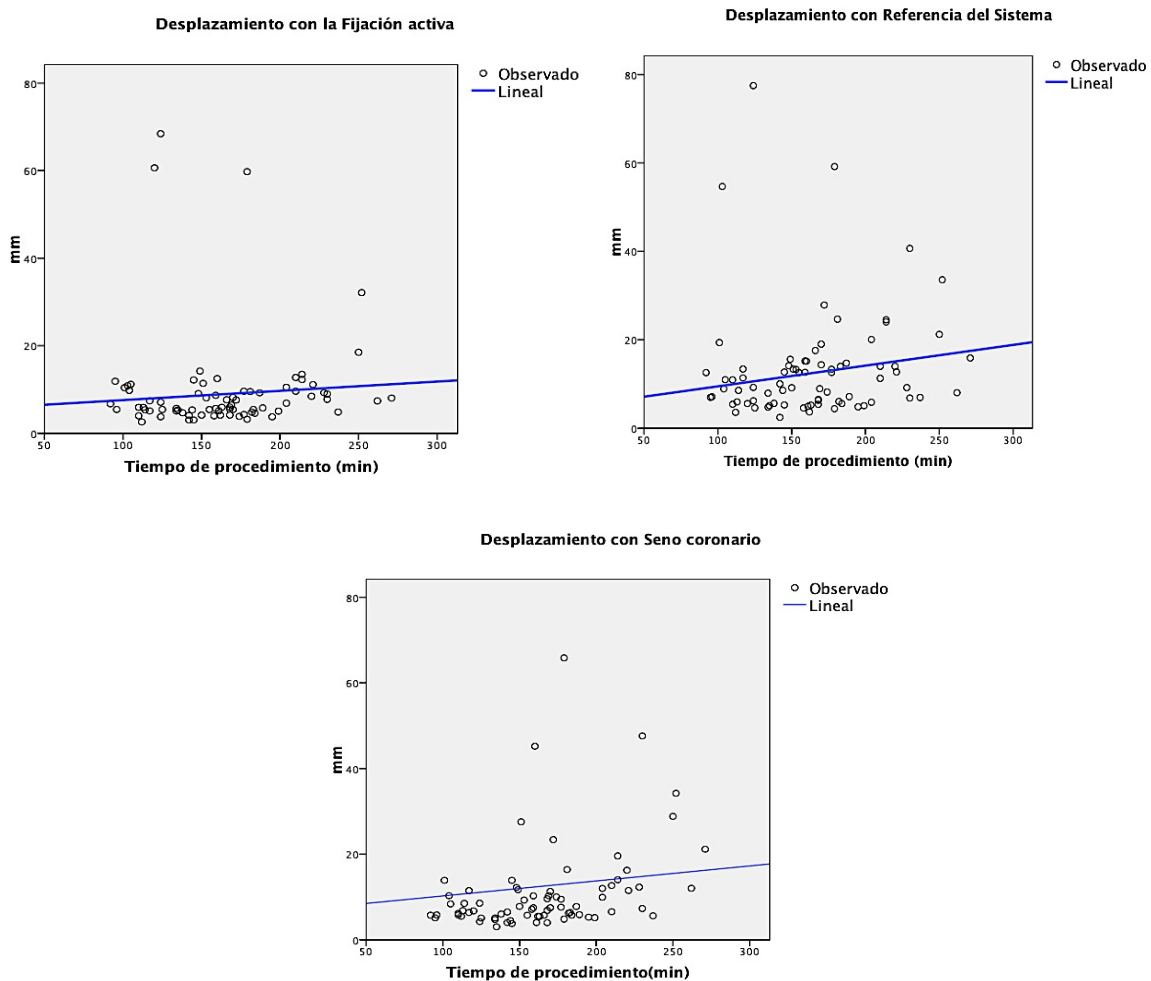 Desplazamiento con la Fijación activa
80
60
40
20
0
50 100 150 200 250 300
mm
Tiempo de procedimiento (min)
Observado
Lineal
Desplazamiento con Referencia del Sistema
80
60
40
20
0
50 100 150 200 250 300
mm
Tiempo de procedimiento (min)
Observado
Lineal
Desplazamiento con Seno coronario
80
60
40
20
0
50 100 150 200 250 300
mm
Tiempo de procedimiento(min)
Observado
Lineal